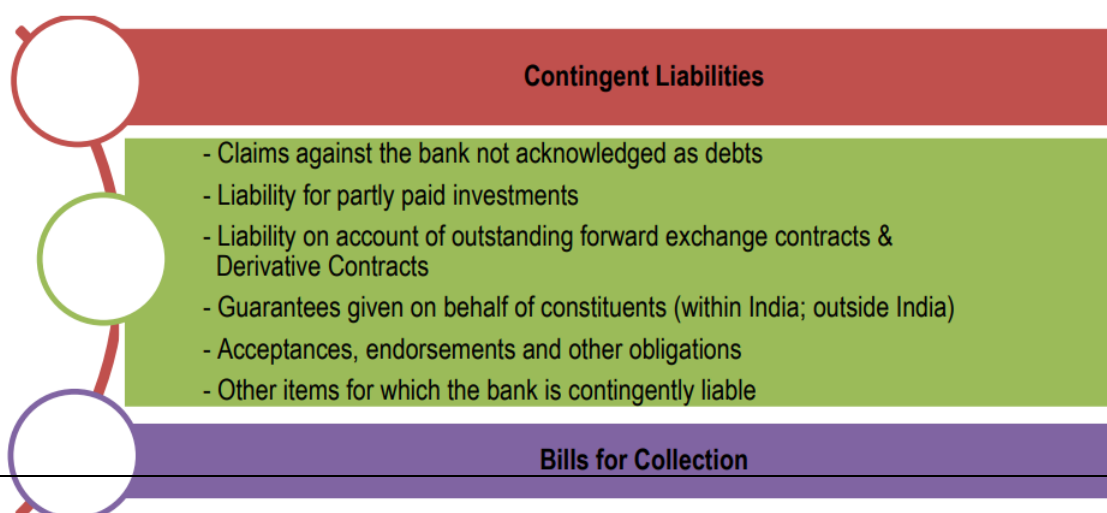 Contingent Liabilities
- Claims against the bank not acknowledged as debts
- Liability for partly paid investments
- Liability on account of outstanding forward exchange contracts &
Derivative Contracts
- Guarantees given on behalf of constituents (within India; outside India)
- Acceptances, endorsements and other obligations
- Other items for which the bank is contingently liable
Bills for Collection